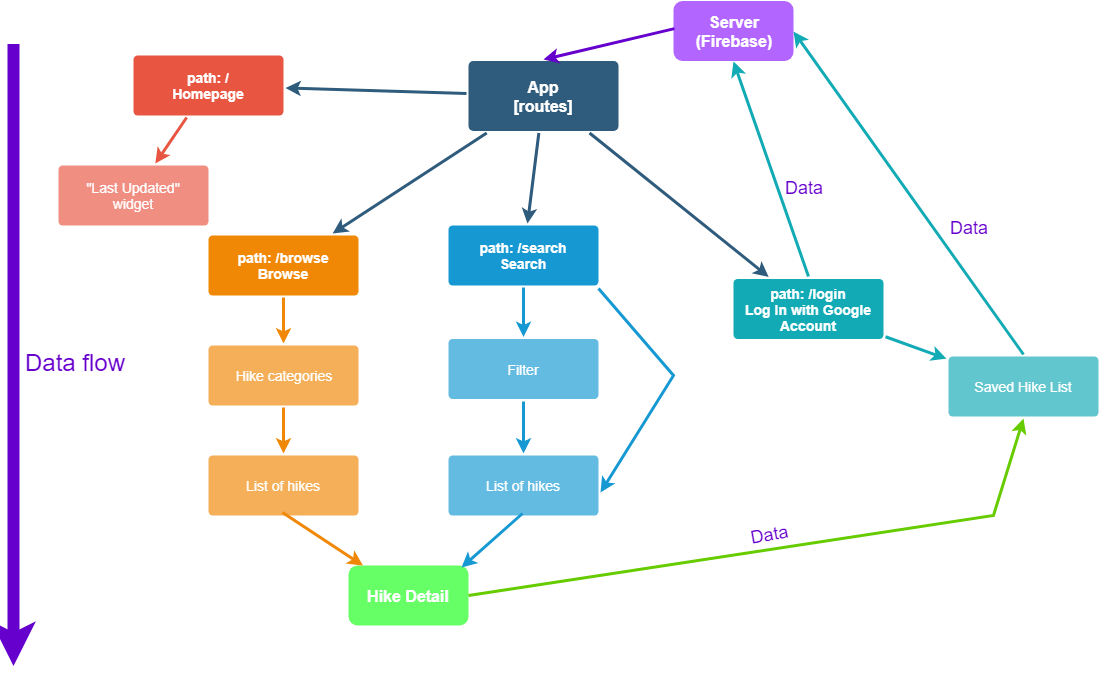 Server
(Firebase)
path: /
Homepage
App
[routes]
"Last Updated"
widget
Data
Data
path: /browse
Browse
path: /search
Search
path: /login
Log In with Google
Account
Data flow
Hike categories
Filter
Saved Hike List
List of hikes
List of hikes
Data
Hike Detail